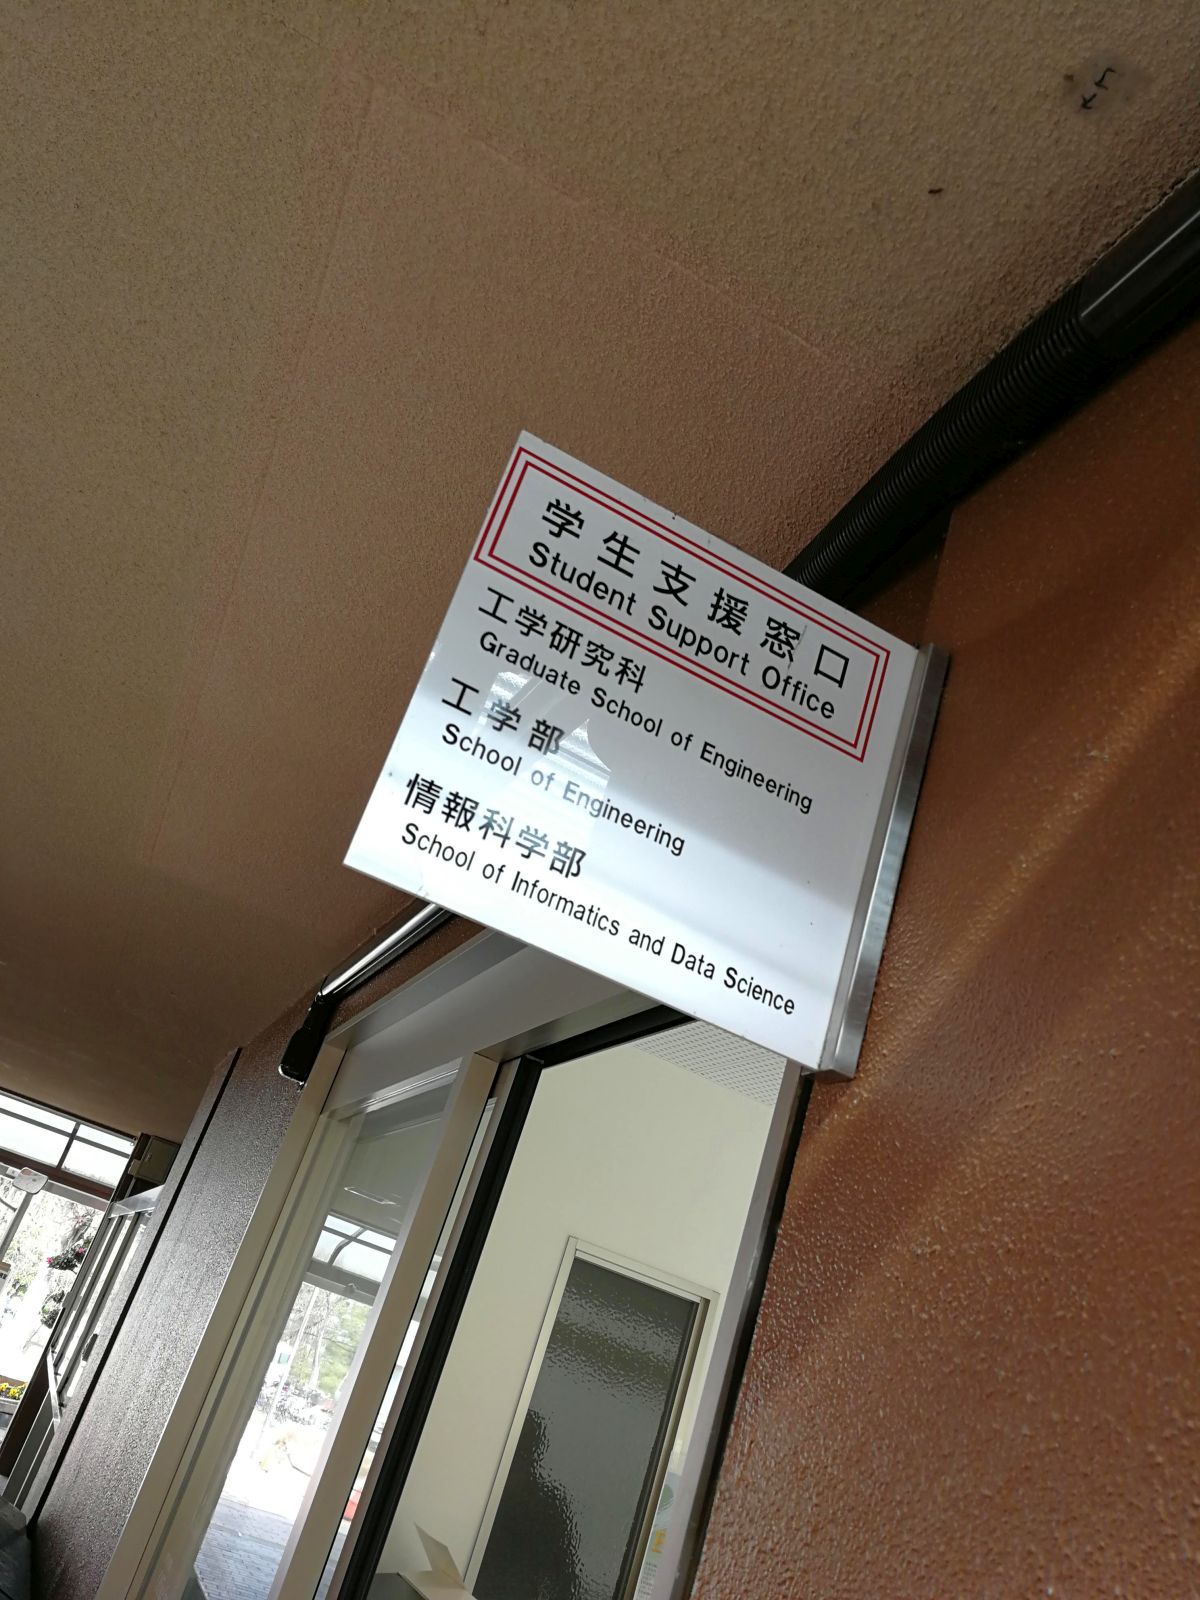 学生支援窓口
Student Support Office
工学研究科
Graduate School of Engineering
工学部
School of Engineering
情報科学部
School of Informatics and Data Science